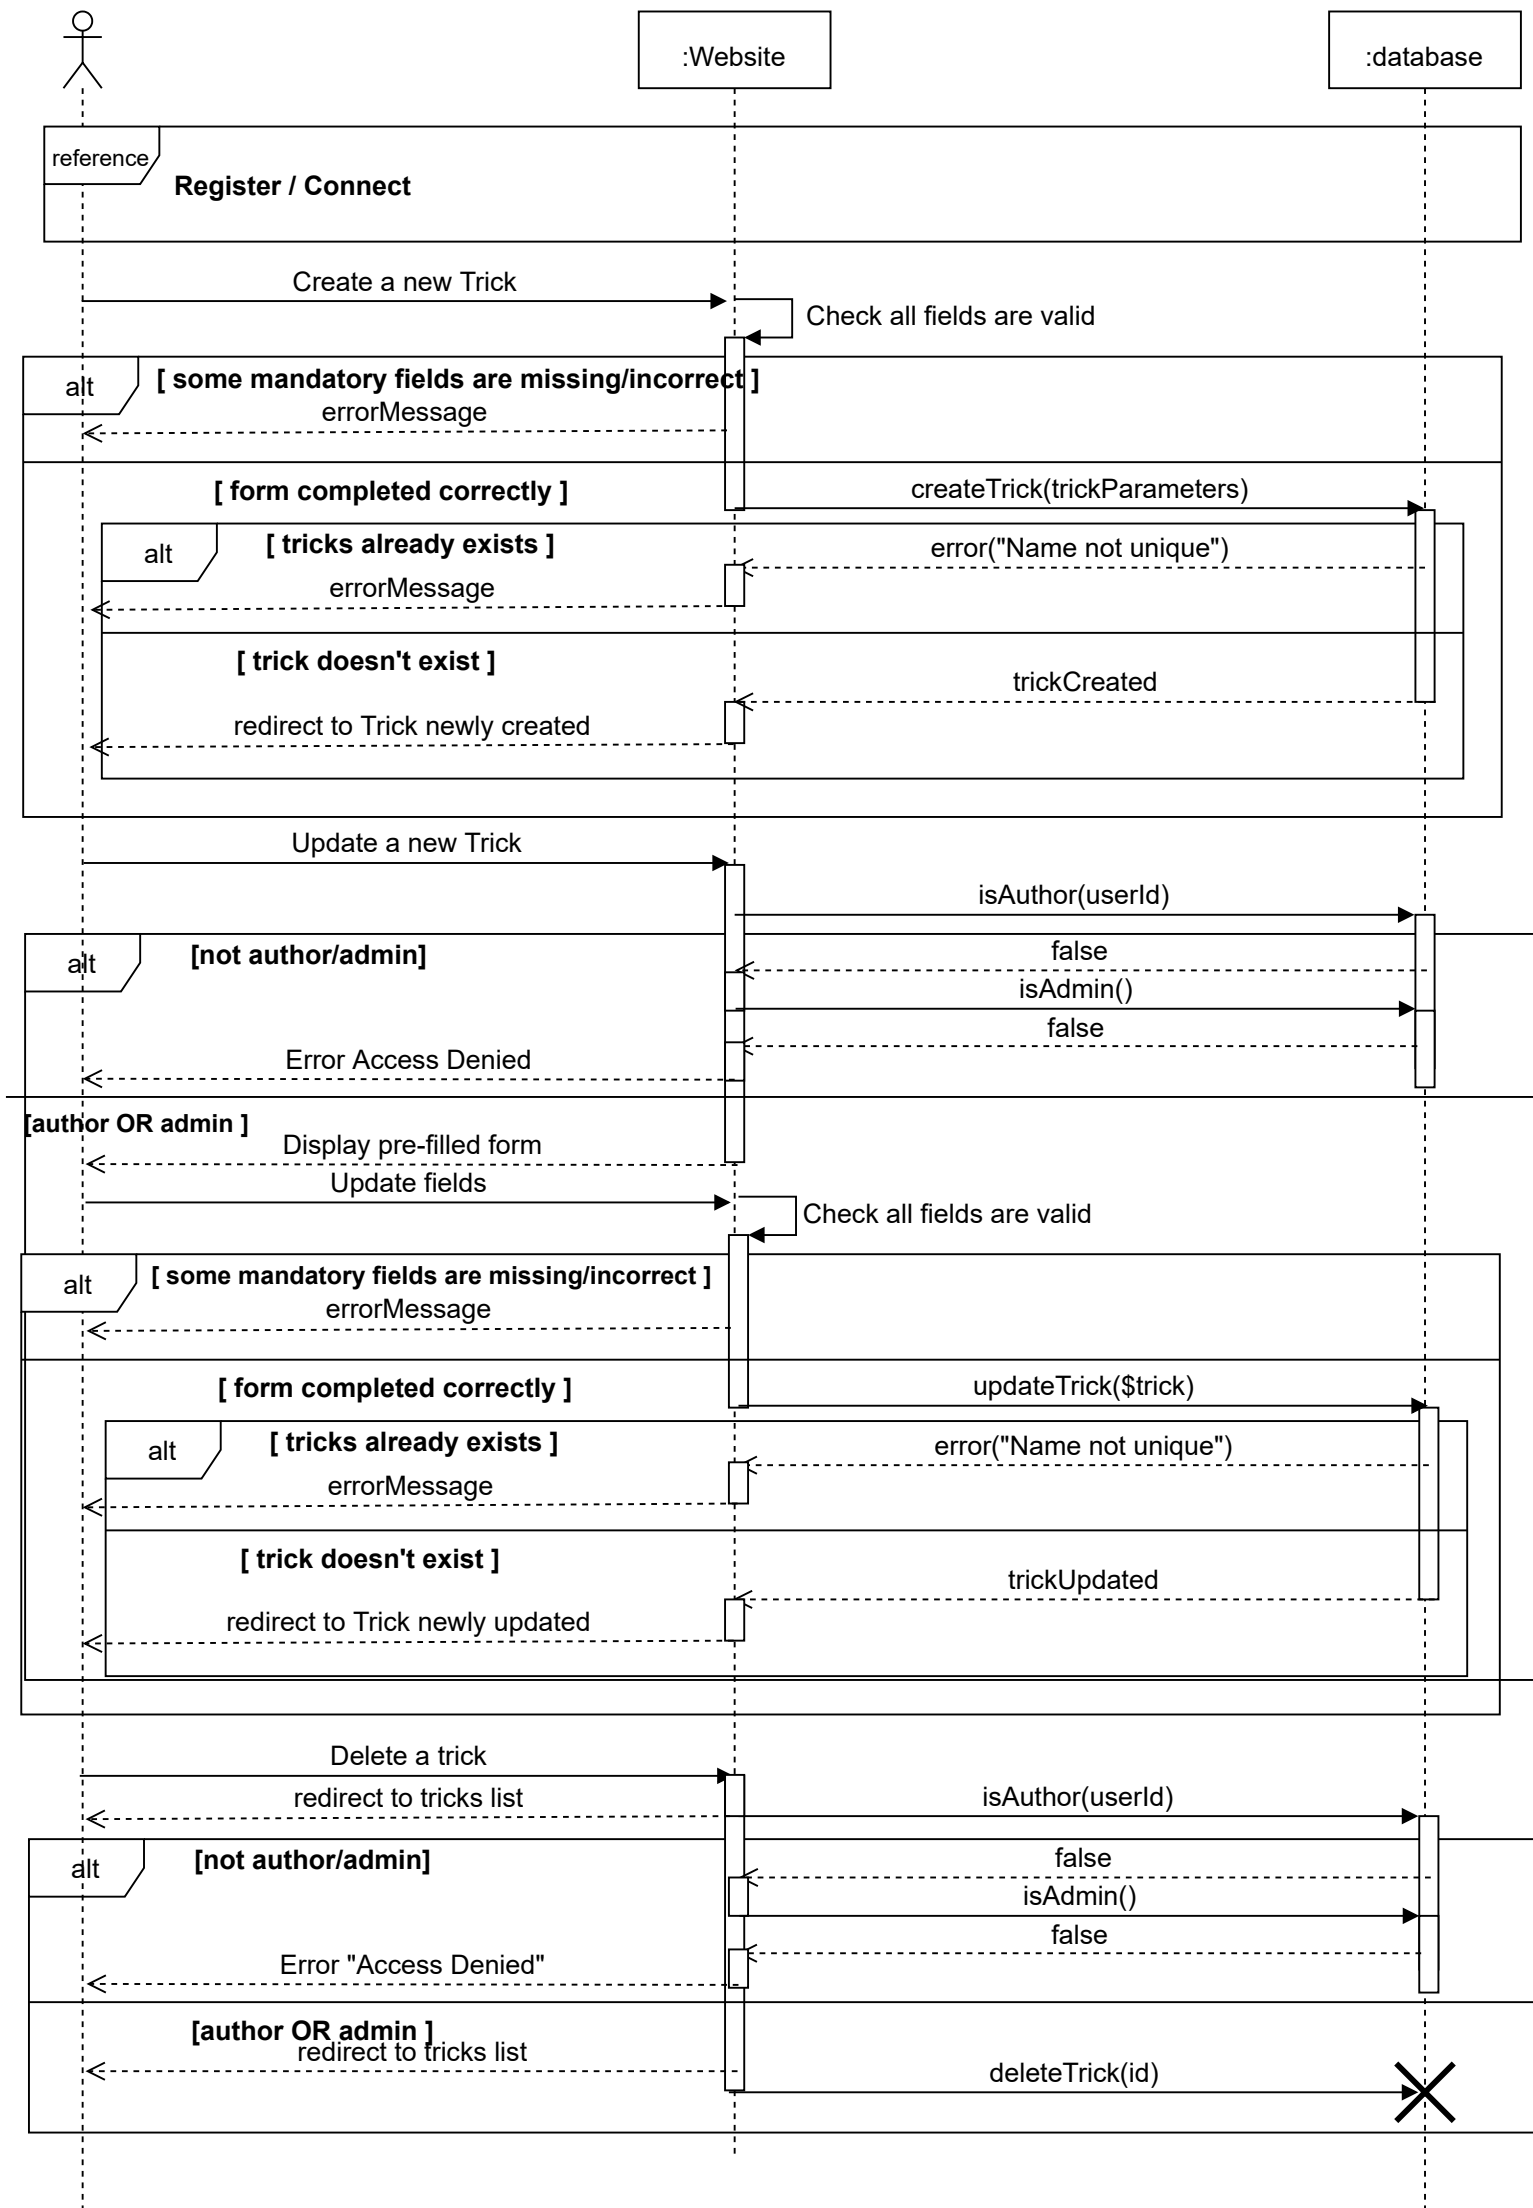 :Website
:database
reference
Register / Connect
Create a new Trick
Check all fields are valid
alt
[ some mandatory fields are missing/incorrect ]
errorMessage
[ form completed correctly ]
createTrick(trickParameters)
alt
[ tricks already exists ]
error("Name not unique")
errorMessage
[ trick doesn't exist ]
trickCreated
redirect to Trick newly created
Update a new Trick
isAuthor(userId)
alt
[not author/admin]
false
isAdmin()
false
Error Access Denied
[author OR admin ]
Display pre-filled form
Update fields
Check all fields are valid
alt
[ some mandatory fields are missing/incorrect ]
errorMessage
[ form completed correctly ]
updateTrick($trick)
alt
[ tricks already exists ]
error("Name not unique")
errorMessage
[ trick doesn't exist ]
trickUpdated
redirect to Trick newly updated
Delete a trick
redirect to tricks list
isAuthor(userId)
alt
[not author/admin]
false
isAdmin()
false
Error "Access Denied"
[author OR admin ]
redirect to tricks list
deleteTrick(id)